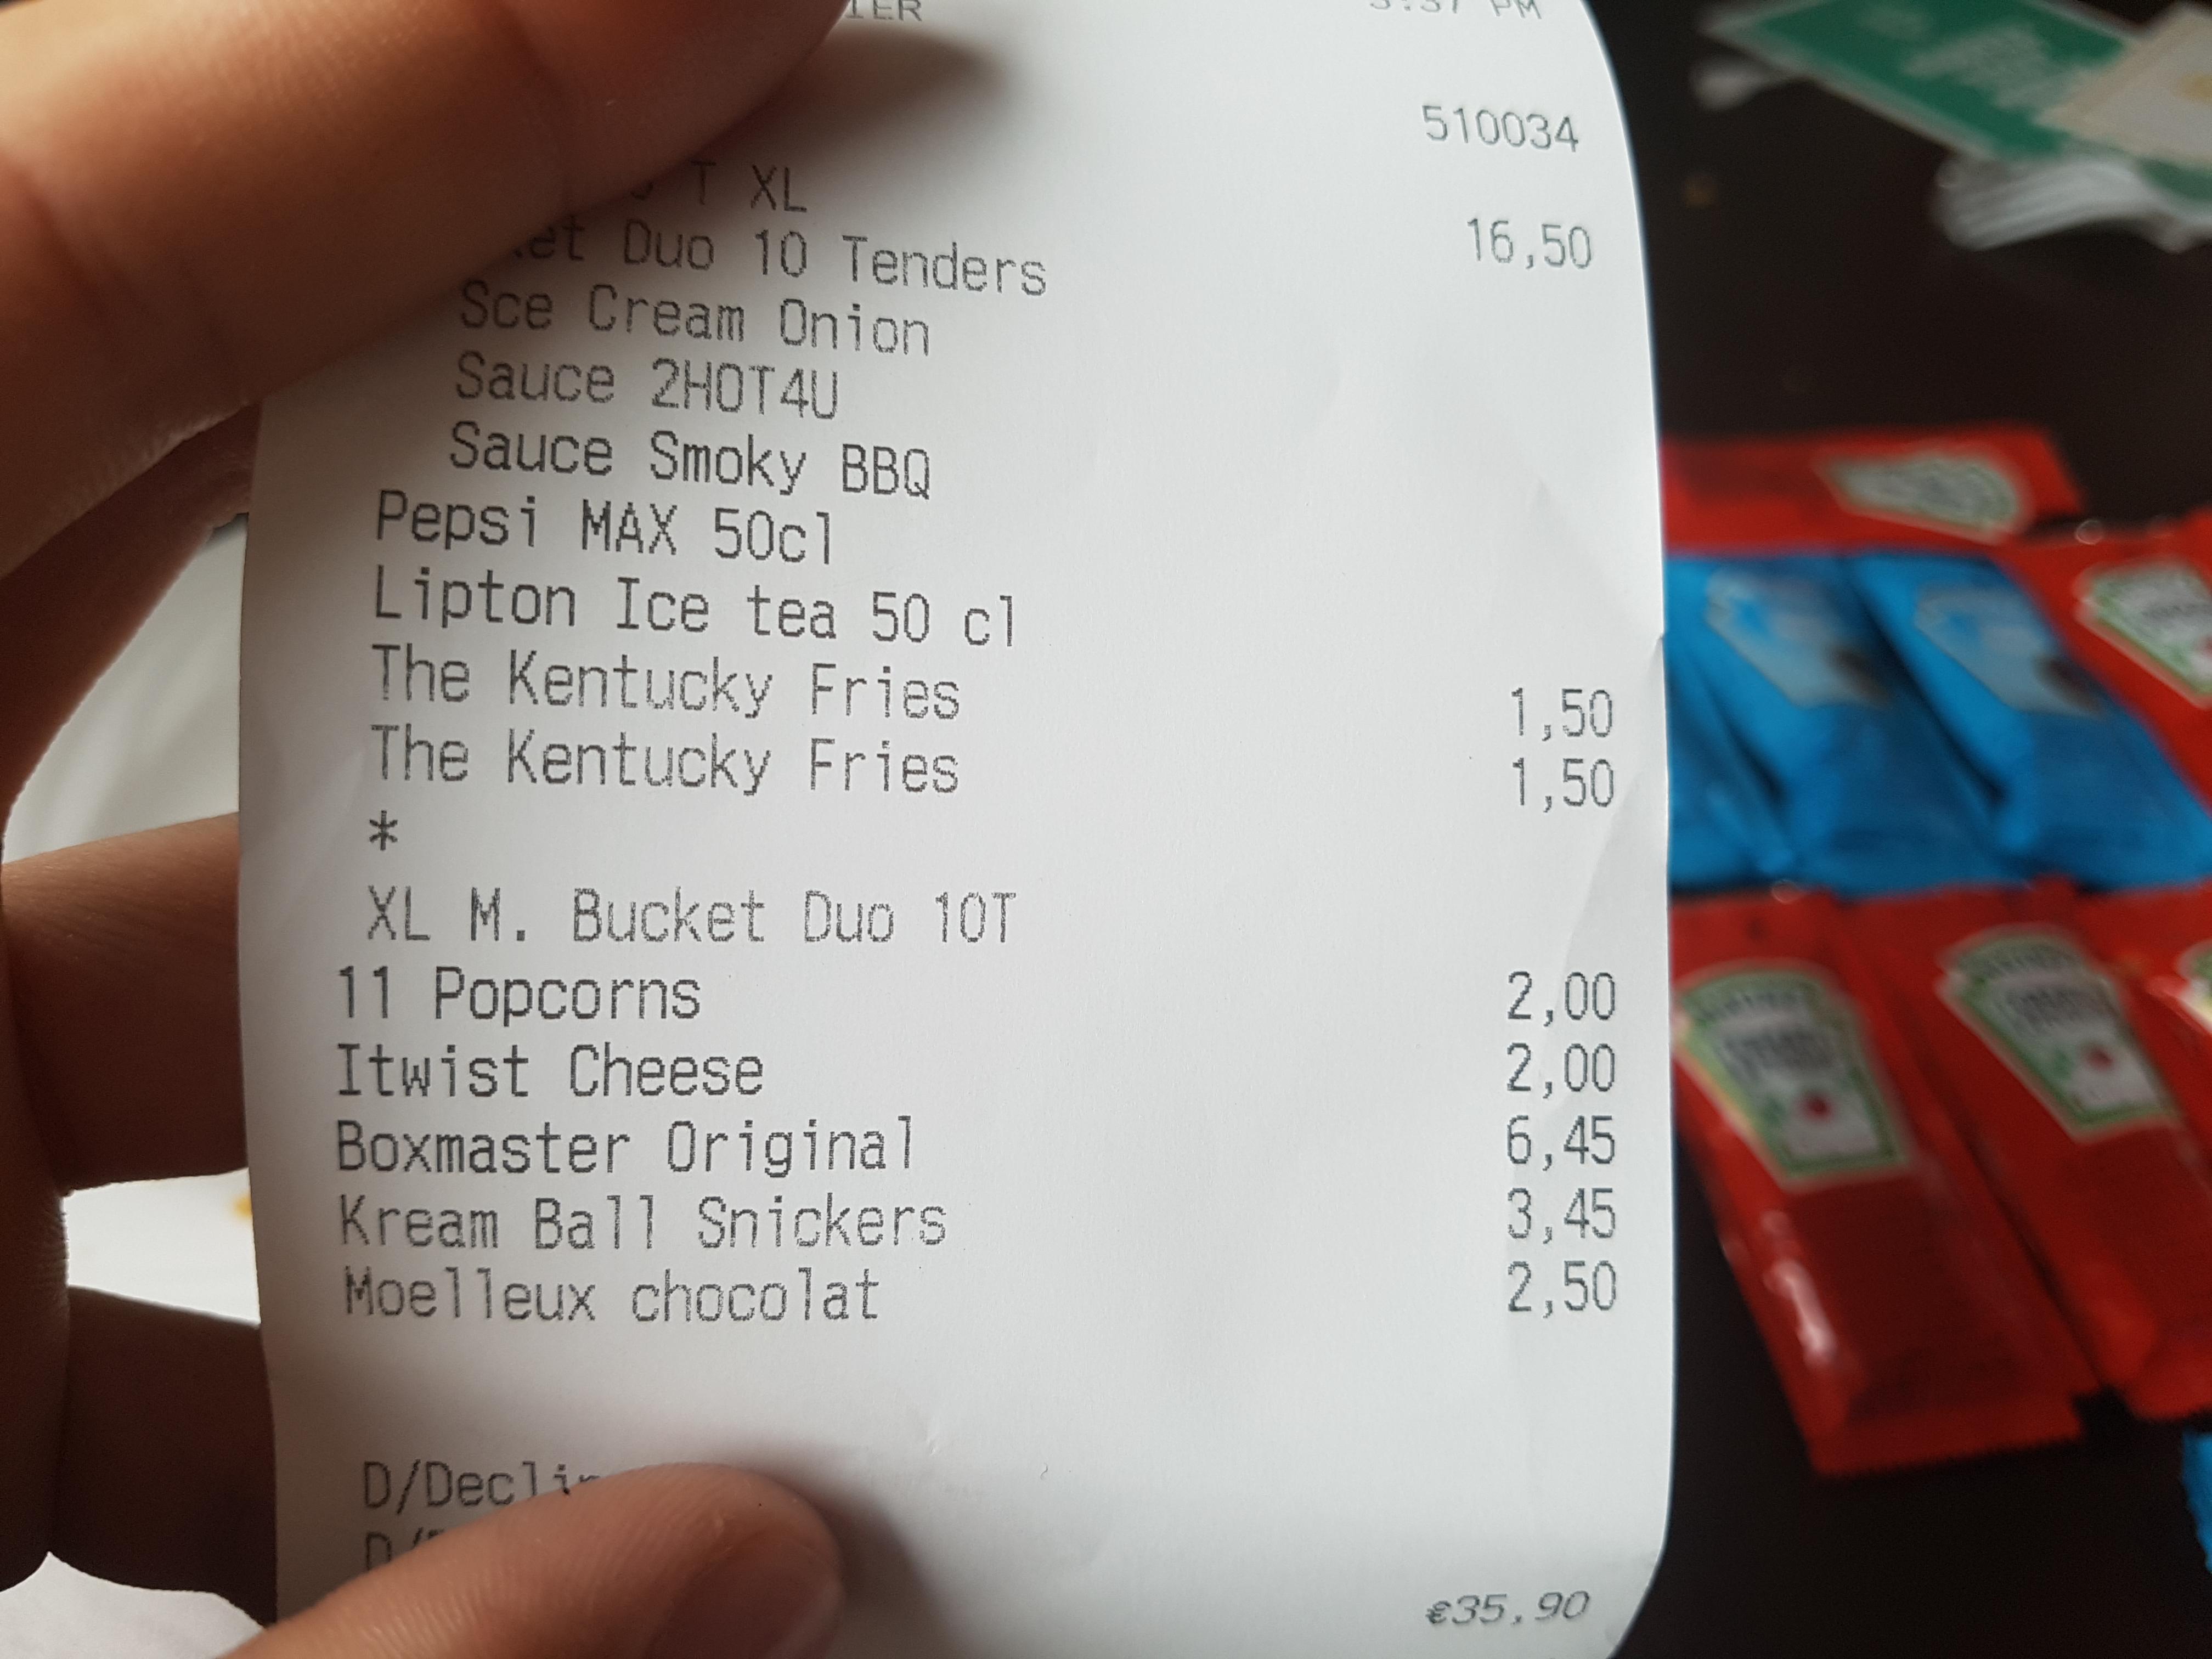 510034
T XL
16,50
Duo 10 Tenders
Sce Cream Onion
Sauce 2HOT4U
Sauce Smoky BBQ
Pepsi MAX 50cl
Lipton Ice tea 50 cl
The Kentucky Fries 1,50
The Kentucky Fries 1,50
*
XL M. Bucket Duo 10T
11 Popcorns 2,00
Itwist Cheese 2,00
Boxmaster Original 6,45
Kream Ball Snickers 3,45
Moelleux chocolat 2,50
€35.90